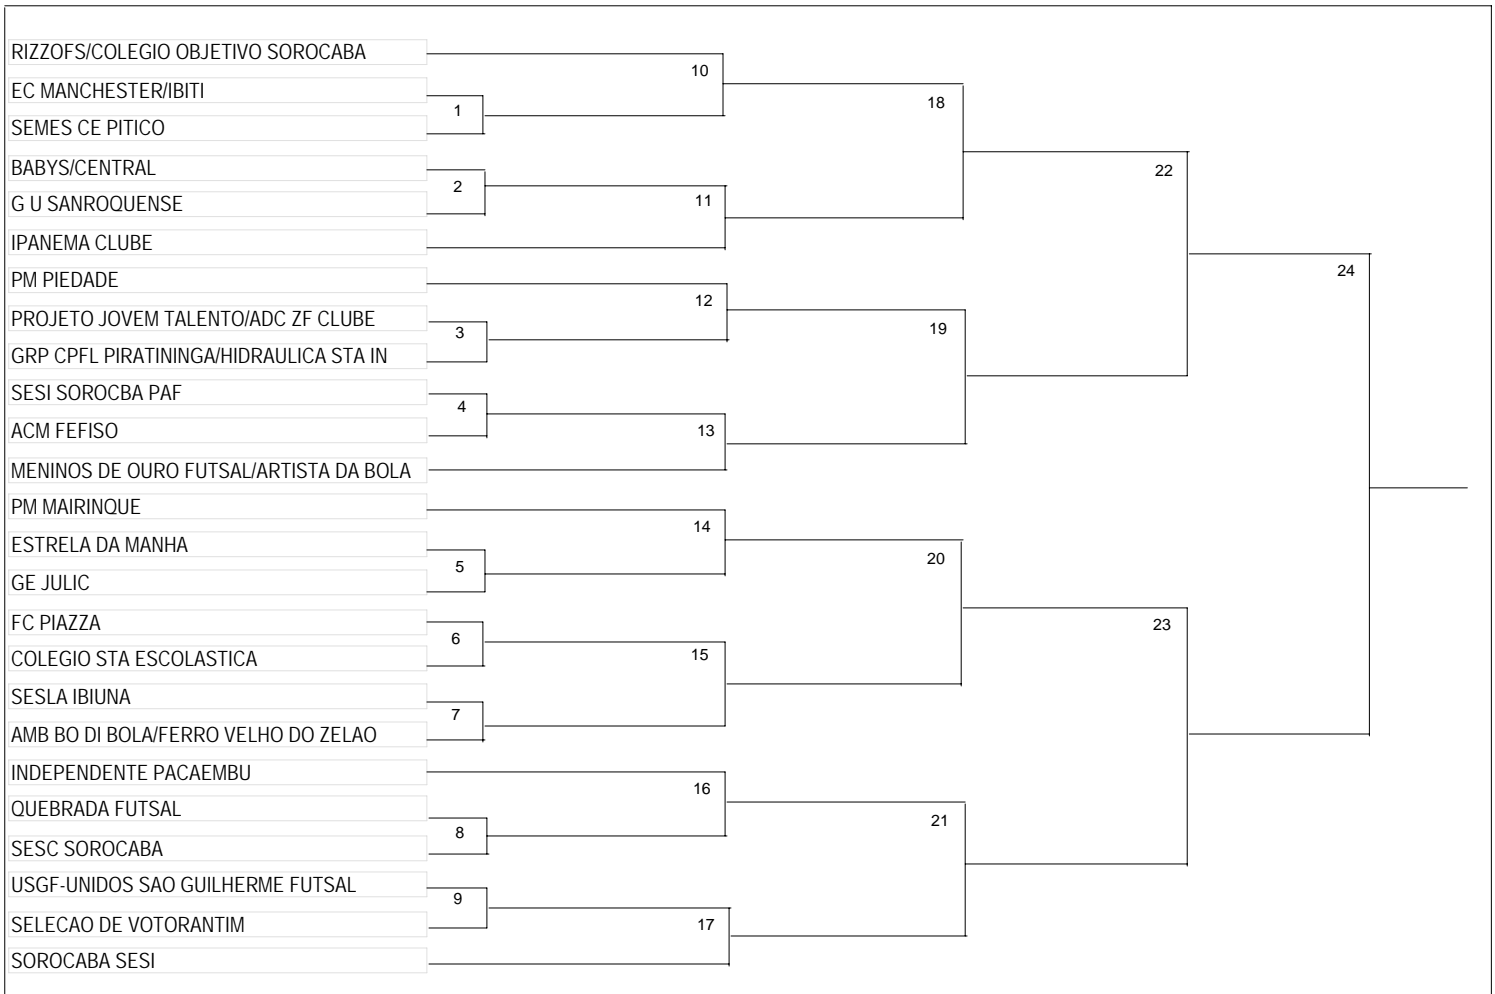 RIZZOFS/COLEGIO OBJETIVO SOROCABA
10
EC MANCHESTER/IBITI
18
1
SEMES CE PITICO
BABYS/CENTRAL
22
2
G U SANROQUENSE
11
IPANEMA CLUBE
24
PM PIEDADE
12
PROJETO JOVEM TALENTO/ADC ZF CLUBE
19
3
GRP CPFL PIRATININGA/HIDRAULICA STA IN
SESI SOROCBA PAF
4
ACM FEFISO
13
MENINOS DE OURO FUTSAL/ARTISTA DA BOLA
PM MAIRINQUE
14
ESTRELA DA MANHA
20
5
GE JULIC
FC PIAZZA
23
6
COLEGIO STA ESCOLASTICA
15
SESLA IBIUNA
7
AMB BO DI BOLA/FERRO VELHO DO ZELAO
INDEPENDENTE PACAEMBU
16
QUEBRADA FUTSAL
21
8
SESC SOROCABA
USGF-UNIDOS SAO GUILHERME FUTSAL
9
SELECAO DE VOTORANTIM
17
SOROCABA SESI